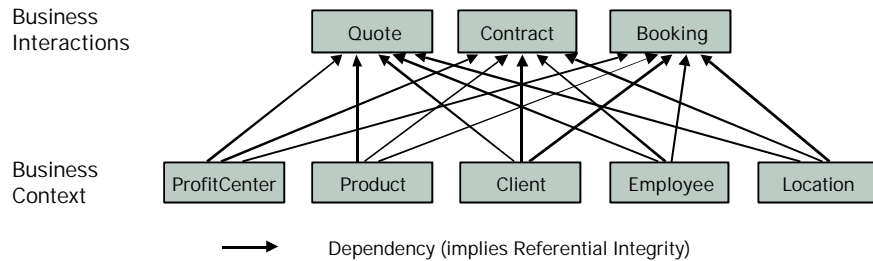 Business
Interactions
Quote
Contract
Booking
Business
Context
ProfitCenter
Product
Client
Employee
Location
Dependency (implies Referential Integrity)